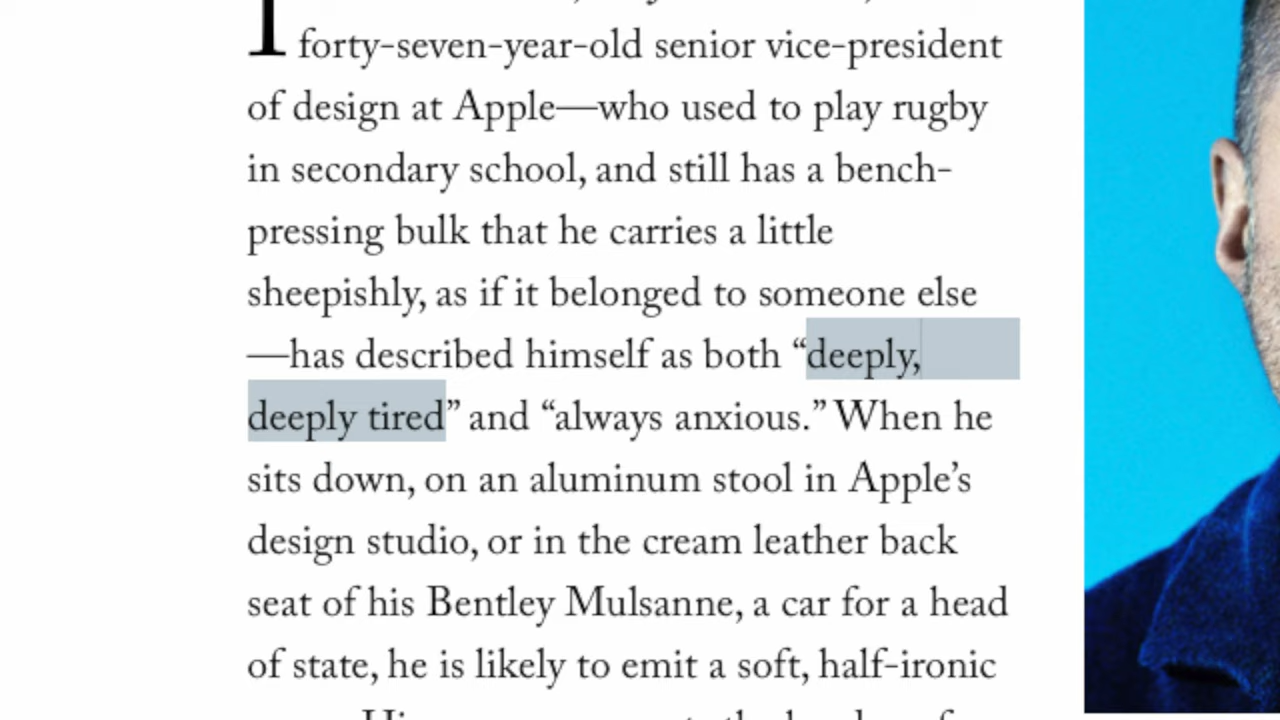 I forty-seven-year-old senior vice-president
of design at Apple—who used to play rugby
in secondary school, and still has a bench-
pressing bulk that he carries a little
sheepishly, as if it belonged to someone else
—has described himself as both “deeply,
deeply tired” and “always anxious.” When he
sits down, on an aluminum stool in Apple’s
design studio, or in the cream leather back
seat of his Bentley Mulsanne, a car for a head
of state, he is likely to emit a soft, half-ironic